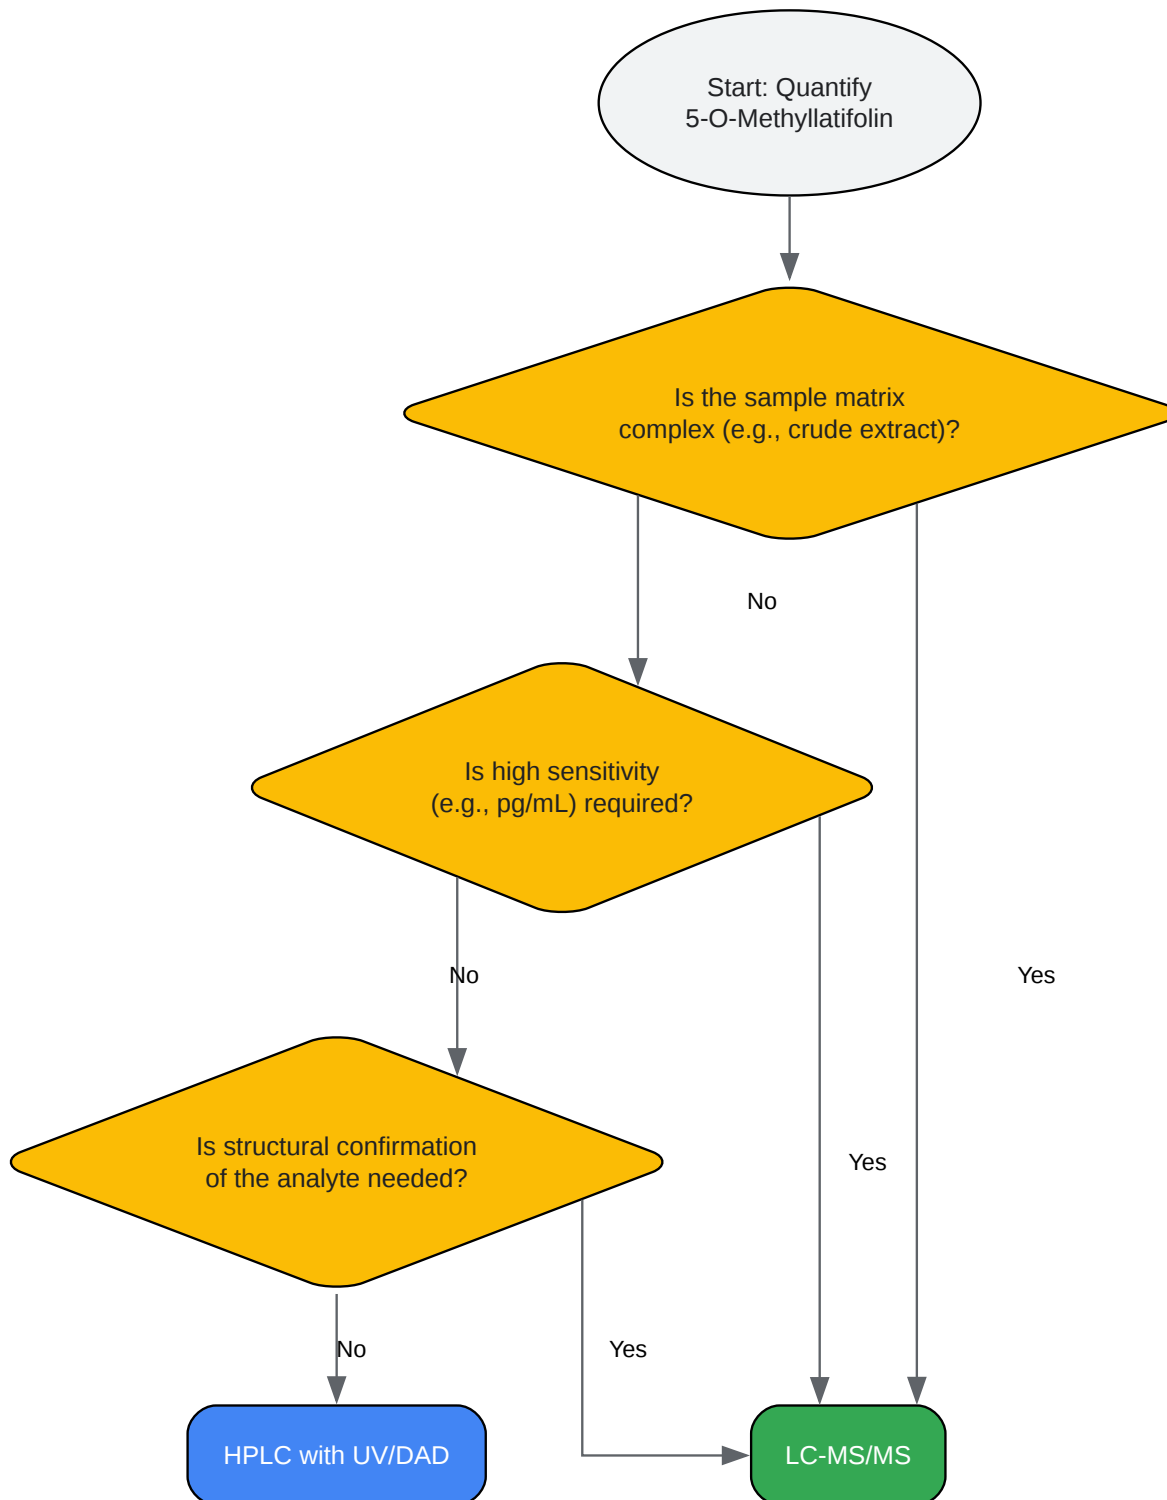 Start: Quantify
5-O-Methyllatifolin
Is the sample matrix
complex (e.g., crude extract)?
No
Is high sensitivity
(e.g., pg/mL) required?
No
Yes
Is structural confirmation
of the analyte needed?
Yes
No
Yes
HPLC with UV/DAD
LC-MS/MS